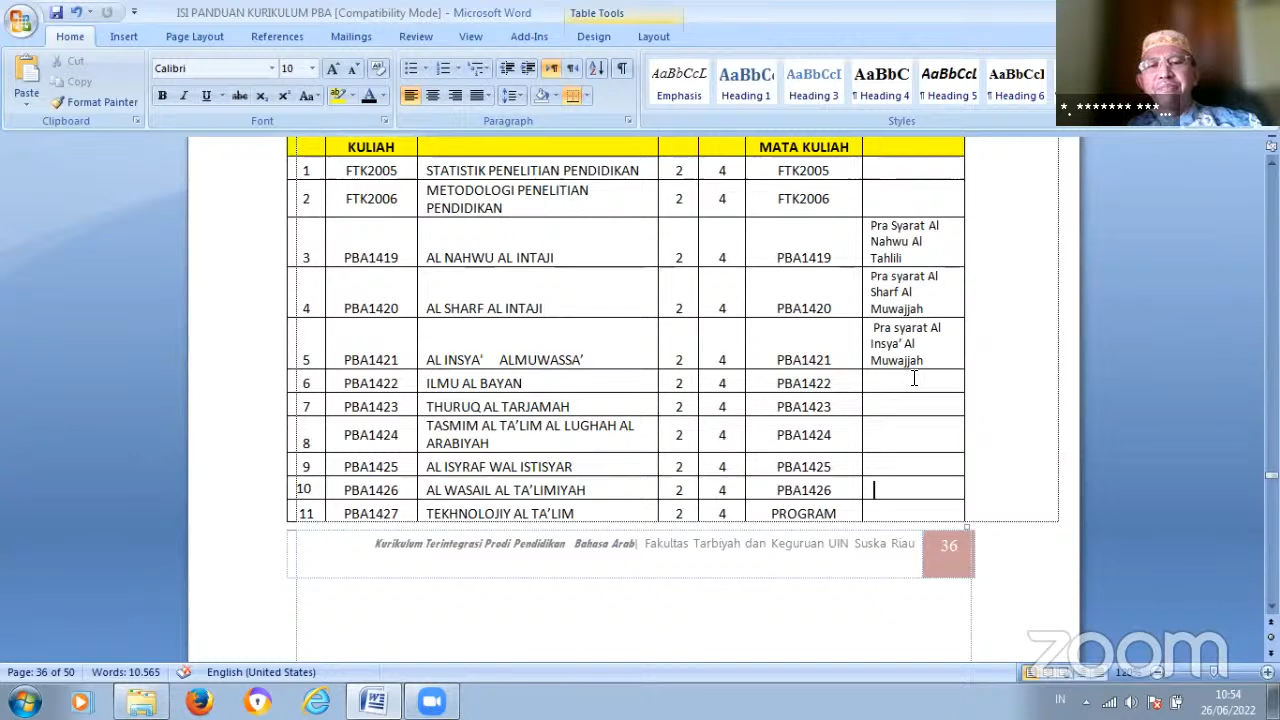 ISI PANDUAN KURIKULUM PBA [Compatibility Mode] - Microsoft Word
Table Tools
Home Insert Page Layout References Mailings Review View Add-Ins Design Layout
Paste
Cut
Copy
Format Painter
Clipboard
Calibri 10
B I U abc x₂ x² Aa
Font
Paragraph
AaBbCcI AaBbCc AaBbCcI AaBbC AaBbCcI AaBbCc
Emphasis Heading 1 Heading 3 ¶ Heading 4 ¶ Heading 5 ¶ Heading 6
Styles
*. ******* *** ...
KULIAH MATA KULIAH
1 FTK2005 STATISTIK PENELITIAN PENDIDIKAN 2 4 FTK2005
2 FTK2006 METODOLOGI PENELITIAN PENDIDIKAN 2 4 FTK2006
3 PBA1419 AL NAHWU AL INTAJI 2 4 PBA1419 Pra Syarat Al Nahwu Al Tahlili
4 PBA1420 AL SHARF AL INTAJI 2 4 PBA1420 Pra syarat Al Sharf Al Muwajjah
5 PBA1421 AL INSYA' ALMUWASSA’ 2 4 PBA1421 Pra syarat Al Insya’ Al Muwajjah
6 PBA1422 ILMU AL BAYAN 2 4 PBA1422
7 PBA1423 THURUQ AL TARJAMAH 2 4 PBA1423
8 PBA1424 TASMIM AL TA’LIM AL LUGHAH AL ARABIYAH 2 4 PBA1424
9 PBA1425 AL ISYRAF WAL ISTISYAR 2 4 PBA1425
10 PBA1426 AL WASAIL AL TA’LIMIYAH 2 4 PBA1426
11 PBA1427 TEKHNOLOJIY AL TA’LIM 2 4 PROGRAM
Kurikulum Terintegrasi Prodi Pendidikan Bahasa Arab| Fakultas Tarbiyah dan Keguruan UIN Suska Riau 36
zoom
Page: 36 of 50 Words: 10.565 English (United States)
IN
10:54
26/06/2022